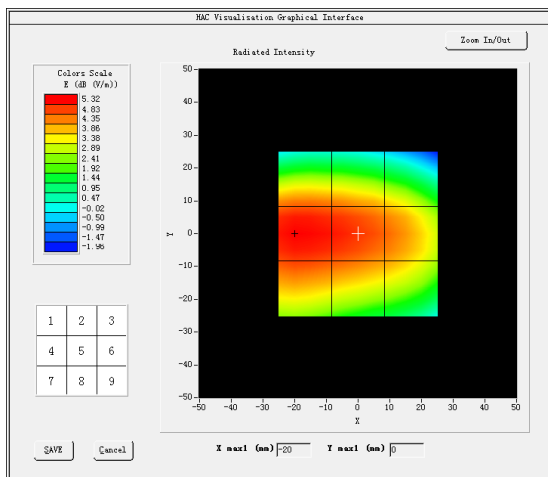 HAC Visualisation Graphical Interface
Zoom In/Out
Radiated Intensity
Colors Scale
E (dB (V/m))
5.32
4.83
4.35
3.86
3.38
2.89
2.41
1.92
1.44
0.95
0.47
-0.02
-0.50
-0.99
-1.47
-1.96
50
40
30
20
10
0
-10
-20
-30
-40
-50
Y
-50 -40 -30 -20 -10 0 10 20 30 40 50
X
1 2 3
4 5 6
7 8 9
SAVE Cancel
X max1 (mm) -20 Y max1 (mm) 0